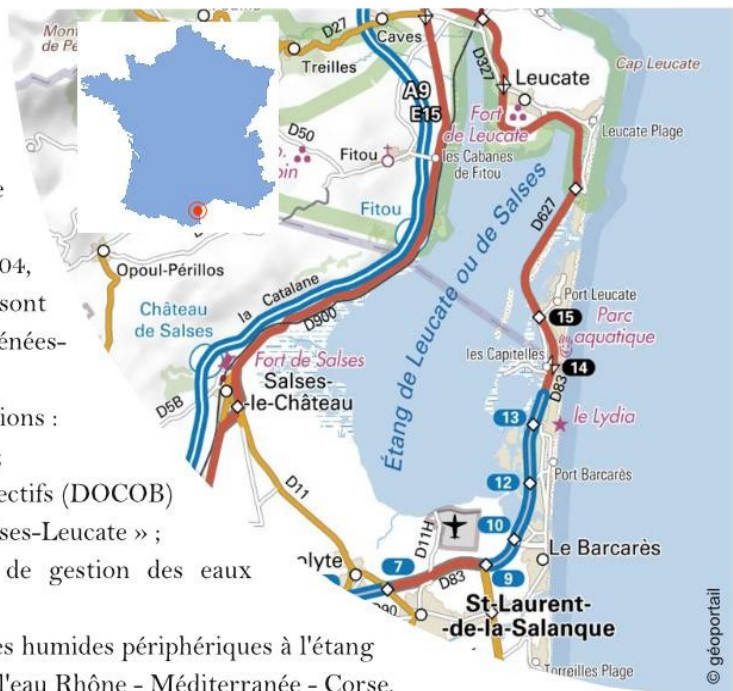 D27
Caves
Treilles
D327
Leucate
Cap Leucate
A9
E15
Fort
de Leucate
D50
Fitou
les Cabanes
de Fitou
Leucate Plage
Fitou
D627
04,
sont
énées-
Opoul-Périllos
la Catalane
D900
Étang de Leucate ou de Salses
Port Leucate
15
Parc
aquatique
Château
de Salses
les Capitelles
14
Fort de Salses
D83
Salses-
-le-Château
D5B
13
le Lydia
ions :
D11
12
Port Barcarès
ectifs (DOCOB)
ses-Leucate » ;
D11H
10
Le Barcarès
de gestion des eaux
7
D83
9
St-Laurent-
-de-la-Salanque
es humides périphériques à l'étang
l'eau Rhône - Méditerranée - Corse.
Torreilles Plage
© géoportail